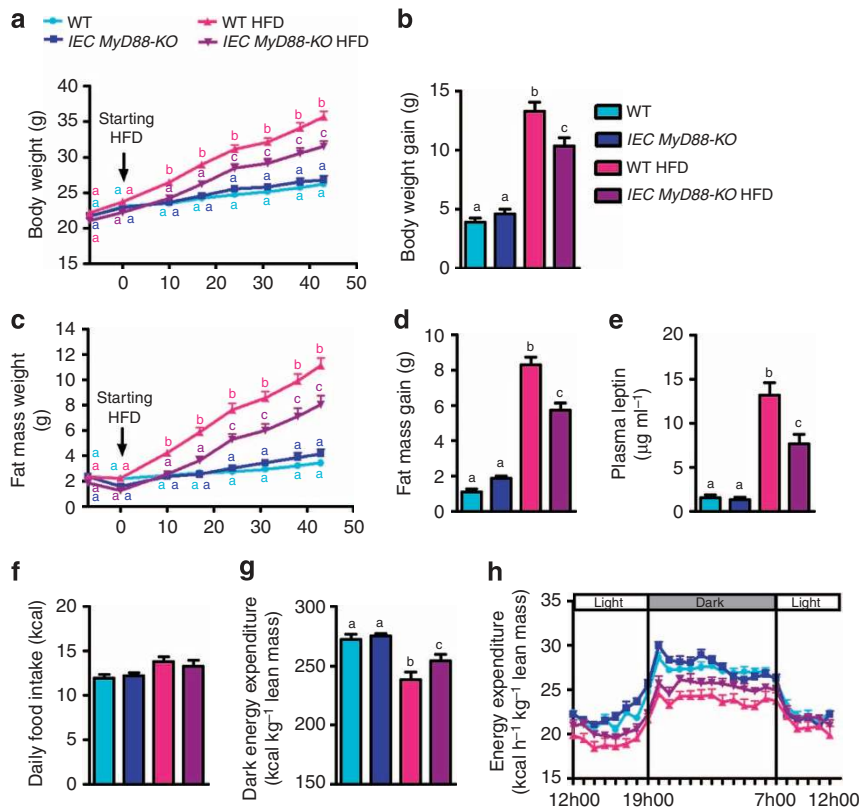 a
WT
WT HFD
IEC MyD88-KO
IEC MyD88-KO HFD
Body weight (g)
40
35
30
25
20
15
Starting
HFD
b b b b b b
c c c c
a a a a a a
a a a
a a a a a a
a
0 10 20 30 40 50
b
Body weight gain (g)
15
10
5
0
a a b c
WT
IEC MyD88-KO
WT HFD
IEC MyD88-KO HFD
c
Fat mass weight
(g)
14
12
10
8
6
4
2
0
Starting
HFD
b b b b b b
a c c c c
a a a a a a a
a a a a a a a a
0 10 20 30 40 50
d
Fat mass gain (g)
10
8
6
4
2
0
a a b c
e
Plasma leptin
(µg ml⁻¹)
20
15
10
5
0
a a b c
f
Daily food intake (kcal)
20
15
10
5
0
g
Dark energy expenditure
(kcal kg⁻¹ lean mass)
300
250
200
150
a a b c
h
Energy expenditure
(kcal h⁻¹ kg⁻¹ lean mass)
35
30
25
20
15
Light Dark Light
12h00 19h00 7h00 12h00